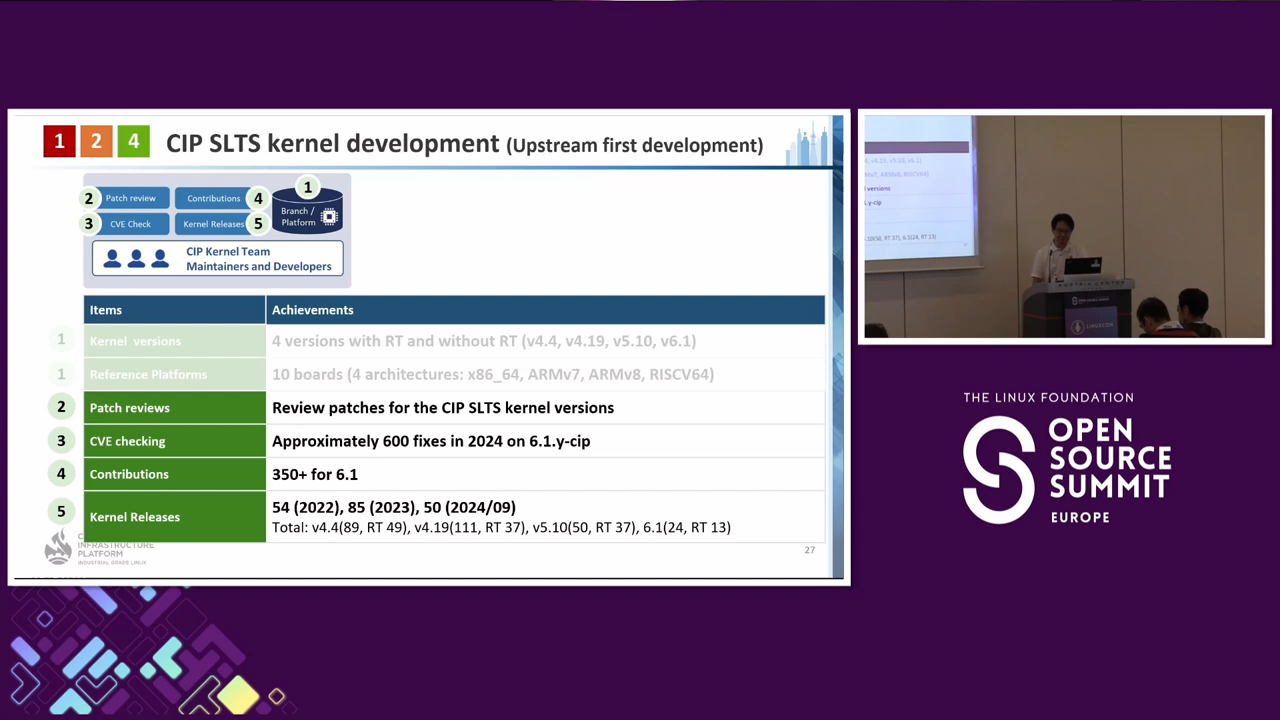 1 2 4 CIP SLTS kernel development (Upstream first development)
1
2 Patch review Contributions 4
Branch / Platform
3 CVE Check Kernel Releases 5
CIP Kernel Team
Maintainers and Developers
Items Achievements
1 Kernel versions 4 versions with RT and without RT (v4.4, v4.19, v5.10, v6.1)
1 Reference Platforms 10 boards (4 architectures: x86_64, ARMv7, ARMv8, RISCV64)
2 Patch reviews Review patches for the CIP SLTS kernel versions
3 CVE checking Approximately 600 fixes in 2024 on 6.1.y-cip
4 Contributions 350+ for 6.1
5 Kernel Releases 54 (2022), 85 (2023), 50 (2024/09)
Total: v4.4(89, RT 49), v4.19(111, RT 37), v5.10(50, RT 37), 6.1(24, RT 13)
INFRASTRUCTURE
PLATFORM
INDUSTRIAL GRADE LINUX
27
AUSTRIA CENTER
LINUXCON
THE LINUX FOUNDATION
OPEN
SOURCE
SUMMIT
EUROPE